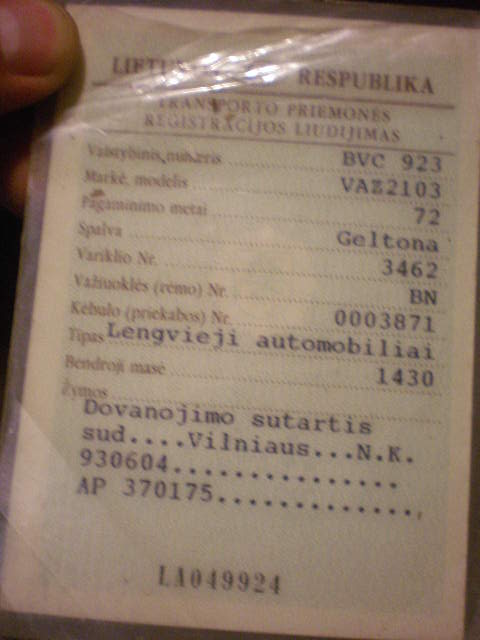 LIETUVOS RESPUBLIKA
TRANSPORTO PRIEMONĖS
REGISTRACIJOS LIUDIJIMAS
Valstybinis numeris BVC 923
Markė, modelis VAZ2103
Pagaminimo metai 72
Spalva Geltona
Variklio Nr. 3462
Važiuoklės (rėmo) Nr. BN
Kėbulo (priekabos) Nr. 0003871
Tipas Lengvieji automobiliai
Bendroji masė 1430
Žymos
Dovanojimo sutartis
sud....Vilniaus...N.K.
930604...............
AP 370175.............
LA049924